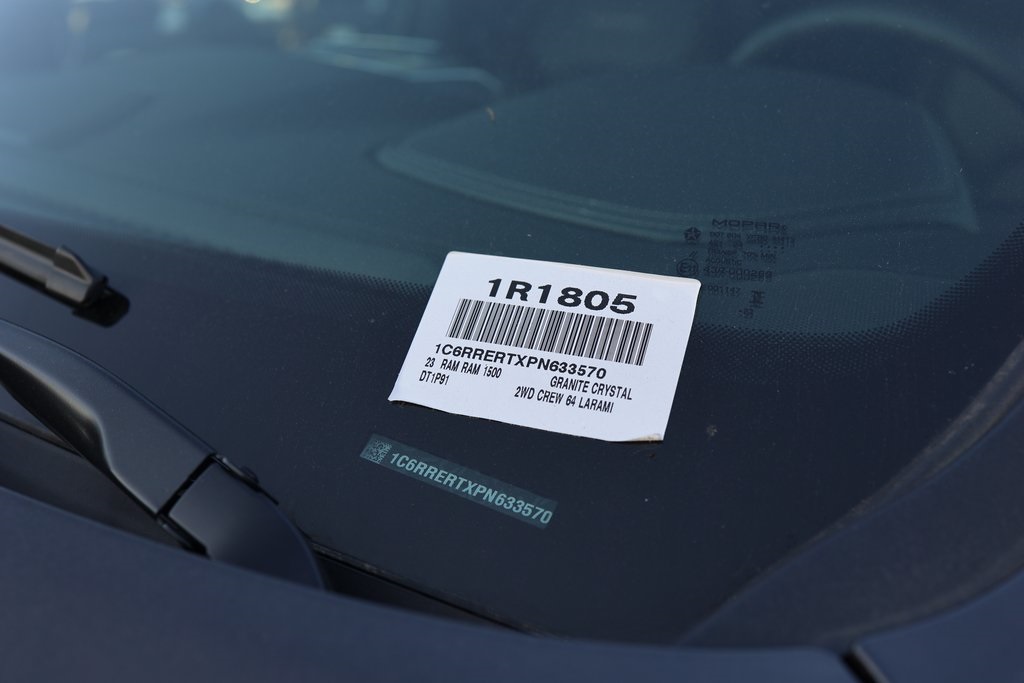 MOPAR
1R1805
1C6RRERTXPN633570
23 RAM RAM 1500 GRANITE CRYSTAL
DT1P91 2WD CREW 64 LARAMI
1C6RRERTXPN633570